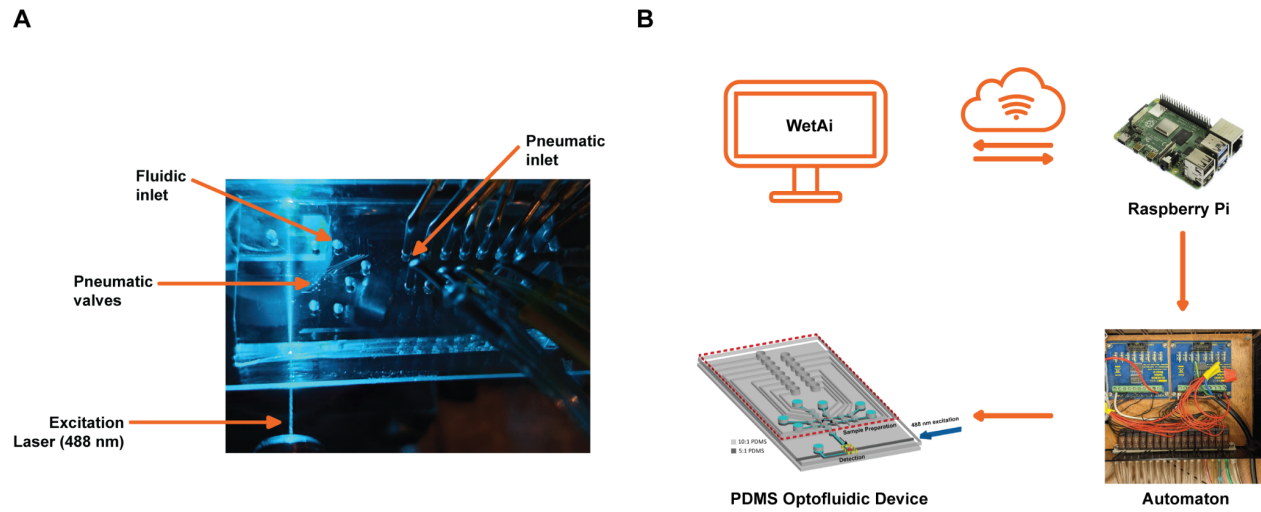 A
Pneumatic
inlet
Fluidic
inlet
Pneumatic
valves
Excitation
Laser (488 nm)
B
WetAi
Raspberry Pi
Automaton
488 nm excitation
Sample Preparation
Detection
10:1 PDMS
5:1 PDMS
PDMS Optofluidic Device